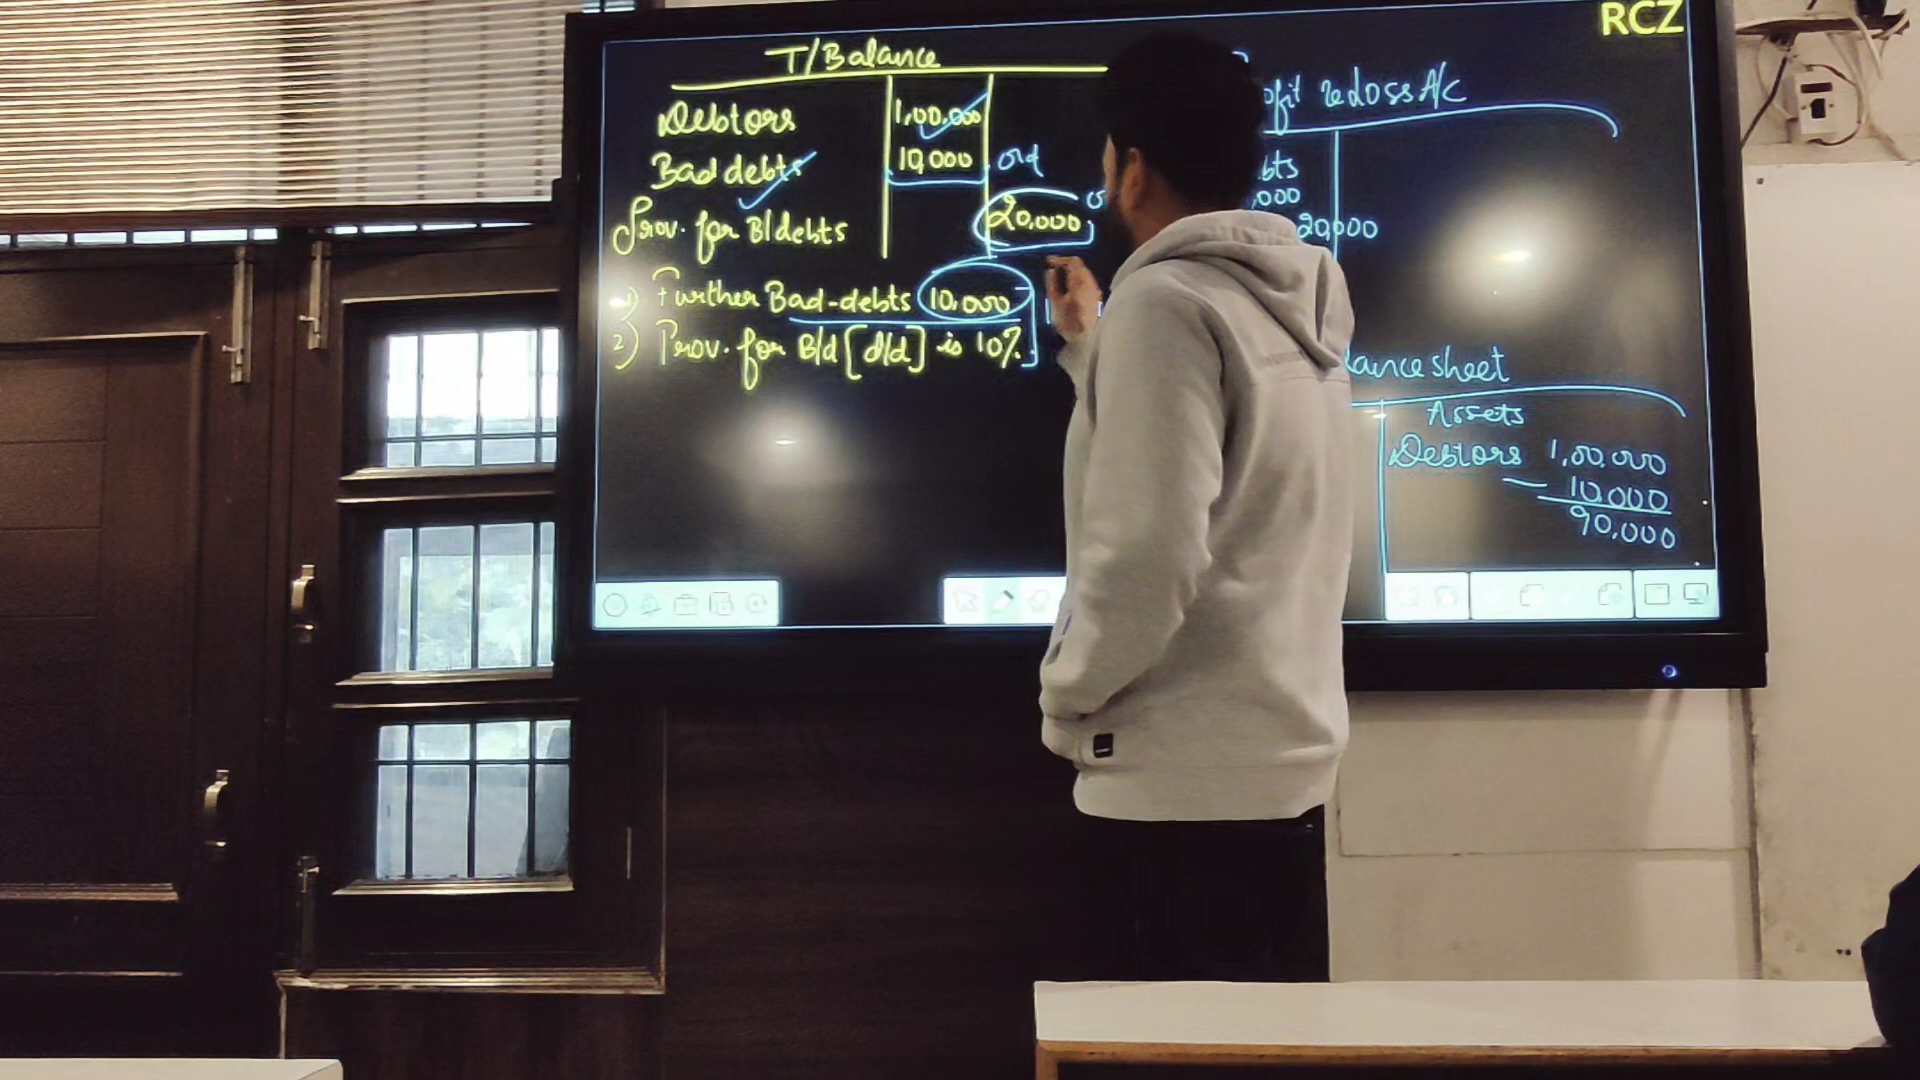 RCZ
T/Balance
Debtors 1,00,000
Bad debts 10,000 old
Prov. for B/debts 20,000
1) Further Bad-debts 10,000
2) Prov. for B/d [d/d] is 10%.
Loss A/c
20,000
sheet
Assets
Debtors 1,00,000
10,000
90,000